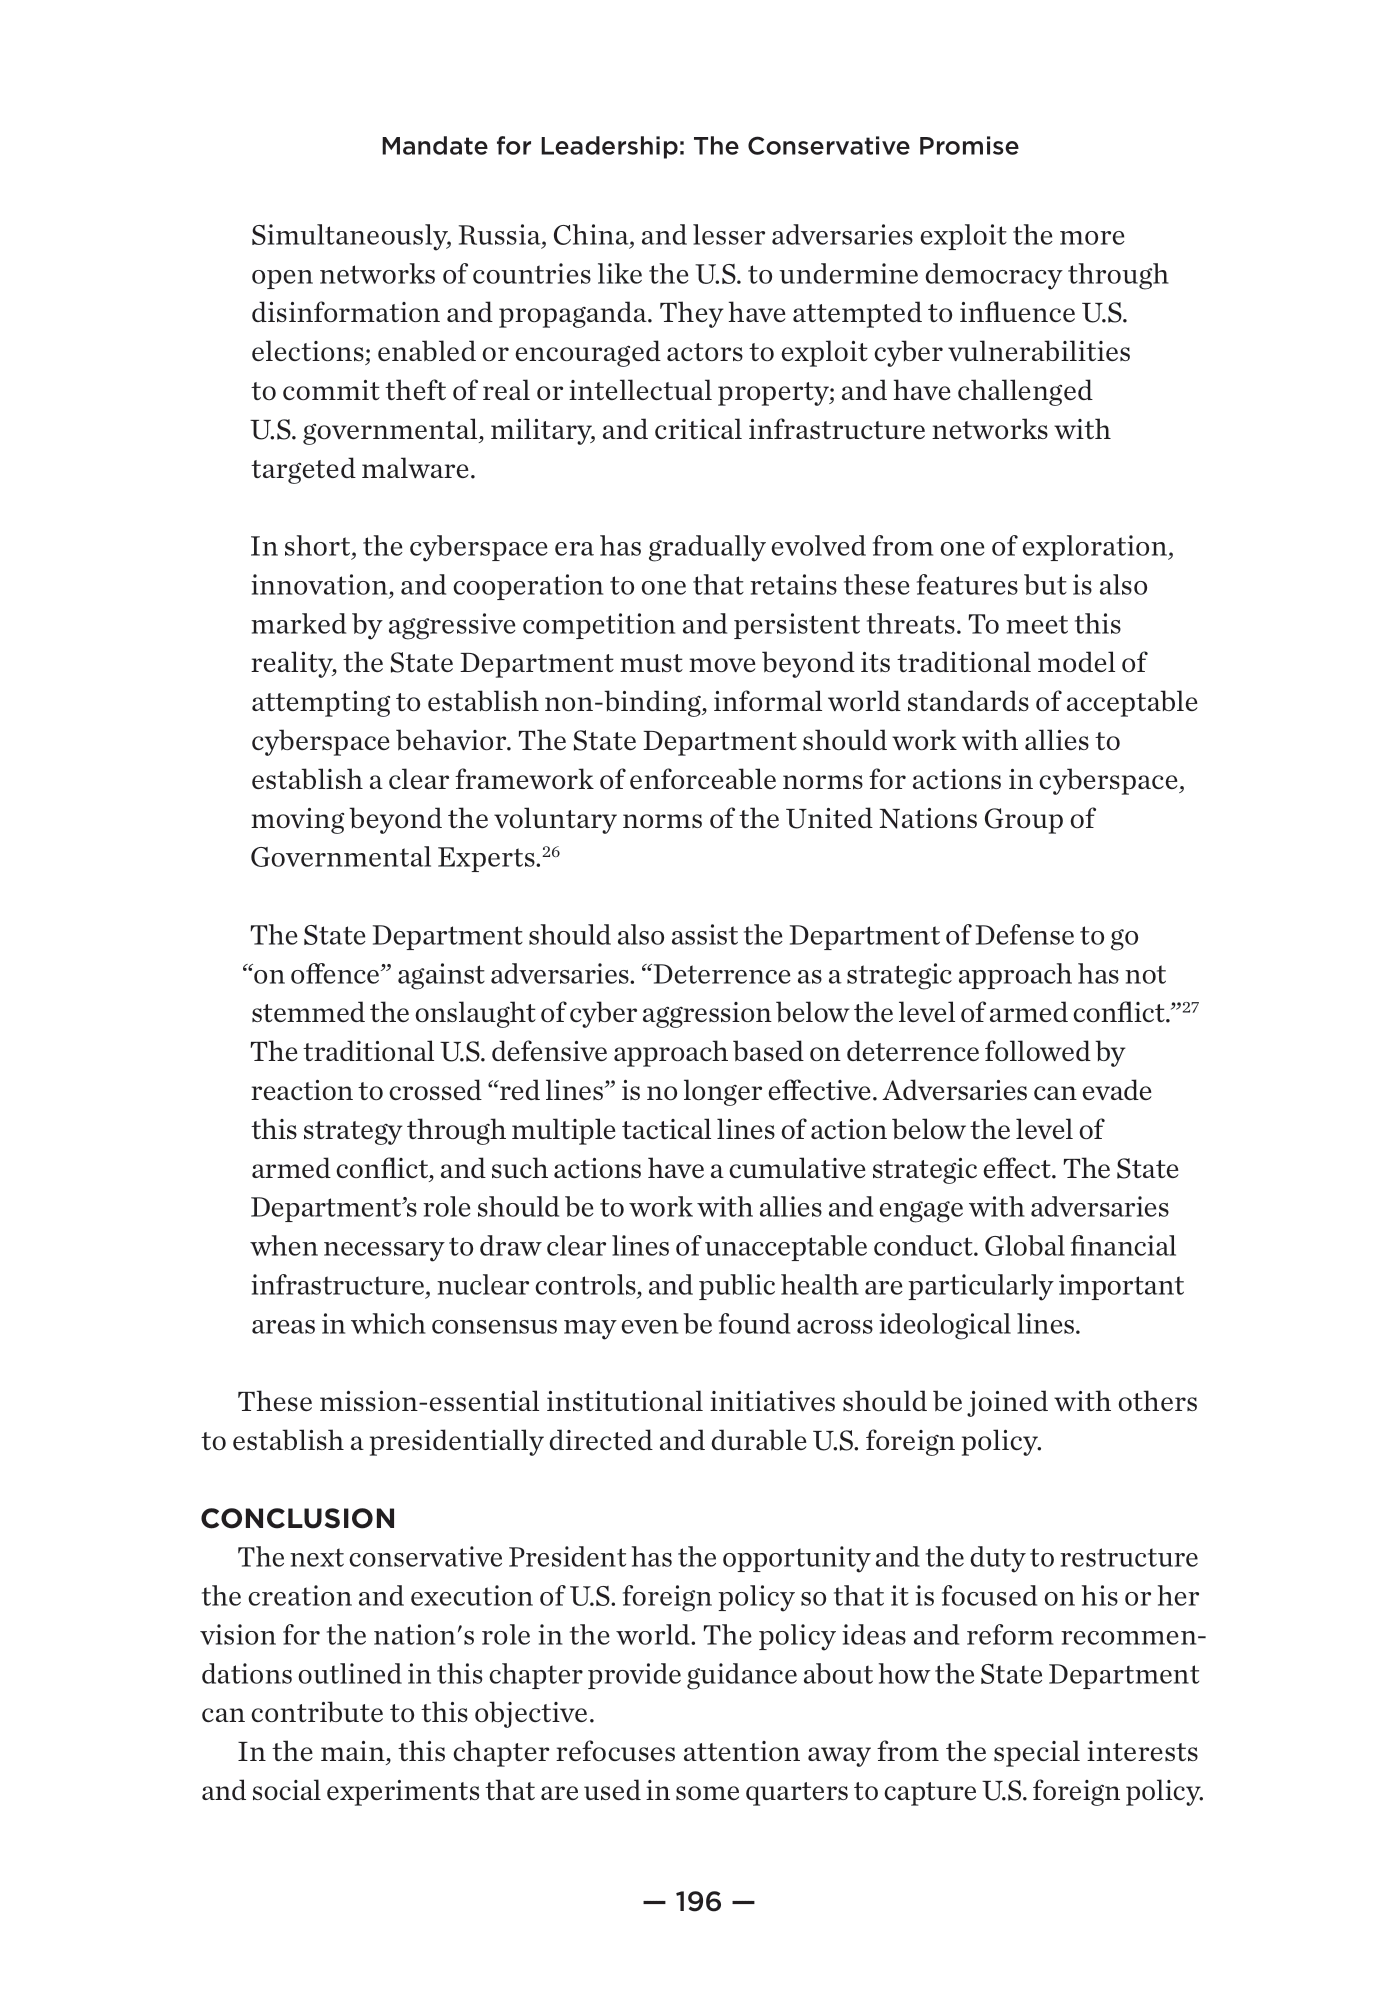 Mandate for Leadership: The Conservative Promise
Simultaneously, Russia, China, and lesser adversaries exploit the more
open networks of countries like the U.S. to undermine democracy through
disinformation and propaganda. They have attempted to influence U.S.
elections; enabled or encouraged actors to exploit cyber vulnerabilities
to commit theft of real or intellectual property; and have challenged
U.S. governmental, military, and critical infrastructure networks with
targeted malware.
In short, the cyberspace era has gradually evolved from one of exploration,
innovation, and cooperation to one that retains these features but is also
marked by aggressive competition and persistent threats. To meet this
reality, the State Department must move beyond its traditional model of
attempting to establish non-binding, informal world standards of acceptable
cyberspace behavior. The State Department should work with allies to
establish a clear framework of enforceable norms for actions in cyberspace,
moving beyond the voluntary norms of the United Nations Group of
Governmental Experts.26
The State Department should also assist the Department of Defense to go
“on offence” against adversaries. “Deterrence as a strategic approach has not
stemmed the onslaught of cyber aggression below the level of armed conflict.”27
The traditional U.S. defensive approach based on deterrence followed by
reaction to crossed “red lines” is no longer effective. Adversaries can evade
this strategy through multiple tactical lines of action below the level of
armed conflict, and such actions have a cumulative strategic effect. The State
Department’s role should be to work with allies and engage with adversaries
when necessary to draw clear lines of unacceptable conduct. Global financial
infrastructure, nuclear controls, and public health are particularly important
areas in which consensus may even be found across ideological lines.
These mission-essential institutional initiatives should be joined with others
to establish a presidentially directed and durable U.S. foreign policy.
CONCLUSION
The next conservative President has the opportunity and the duty to restructure
the creation and execution of U.S. foreign policy so that it is focused on his or her
vision for the nation's role in the world. The policy ideas and reform recommen-
dations outlined in this chapter provide guidance about how the State Department
can contribute to this objective.
In the main, this chapter refocuses attention away from the special interests
and social experiments that are used in some quarters to capture U.S. foreign policy.
— 196 —